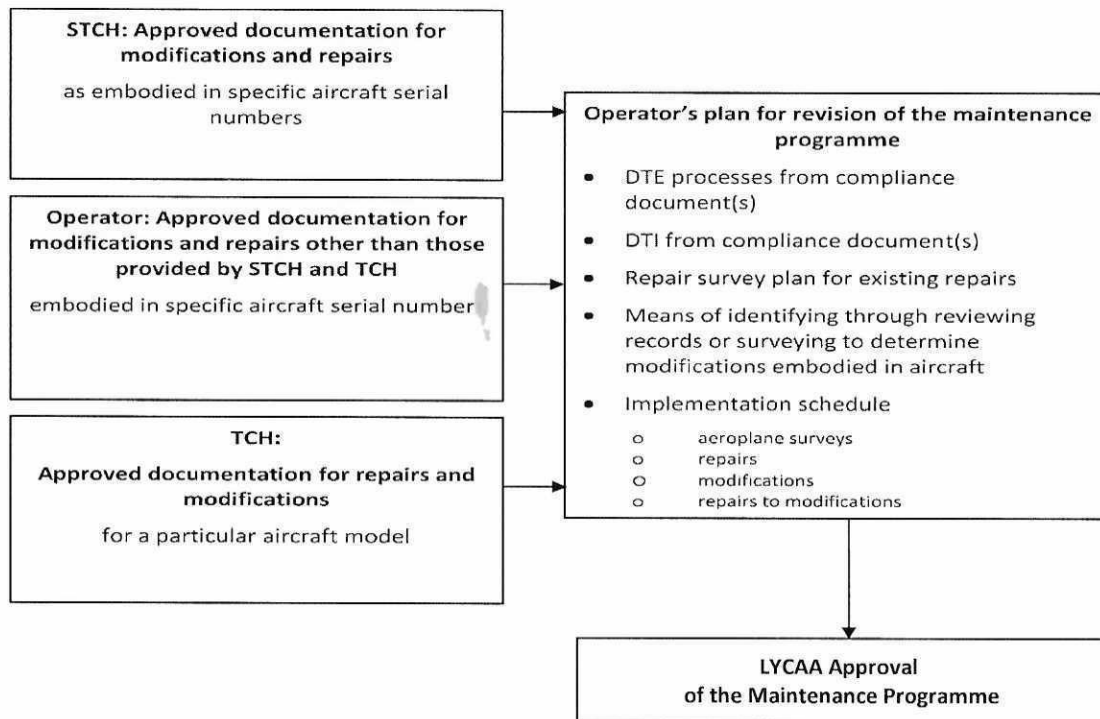 STCH: Approved documentation for
modifications and repairs
as embodied in specific aircraft serial
numbers
Operator: Approved documentation for
modifications and repairs other than those
provided by STCH and TCH
embodied in specific aircraft serial number
TCH:
Approved documentation for repairs and
modifications
for a particular aircraft model
Operator's plan for revision of the maintenance
programme
• DTE processes from compliance
document(s)
• DTI from compliance document(s)
• Repair survey plan for existing repairs
• Means of identifying through reviewing
records or surveying to determine
modifications embodied in aircraft
• Implementation schedule
o aeroplane surveys
o repairs
o modifications
o repairs to modifications
LYCAA Approval
of the Maintenance Programme